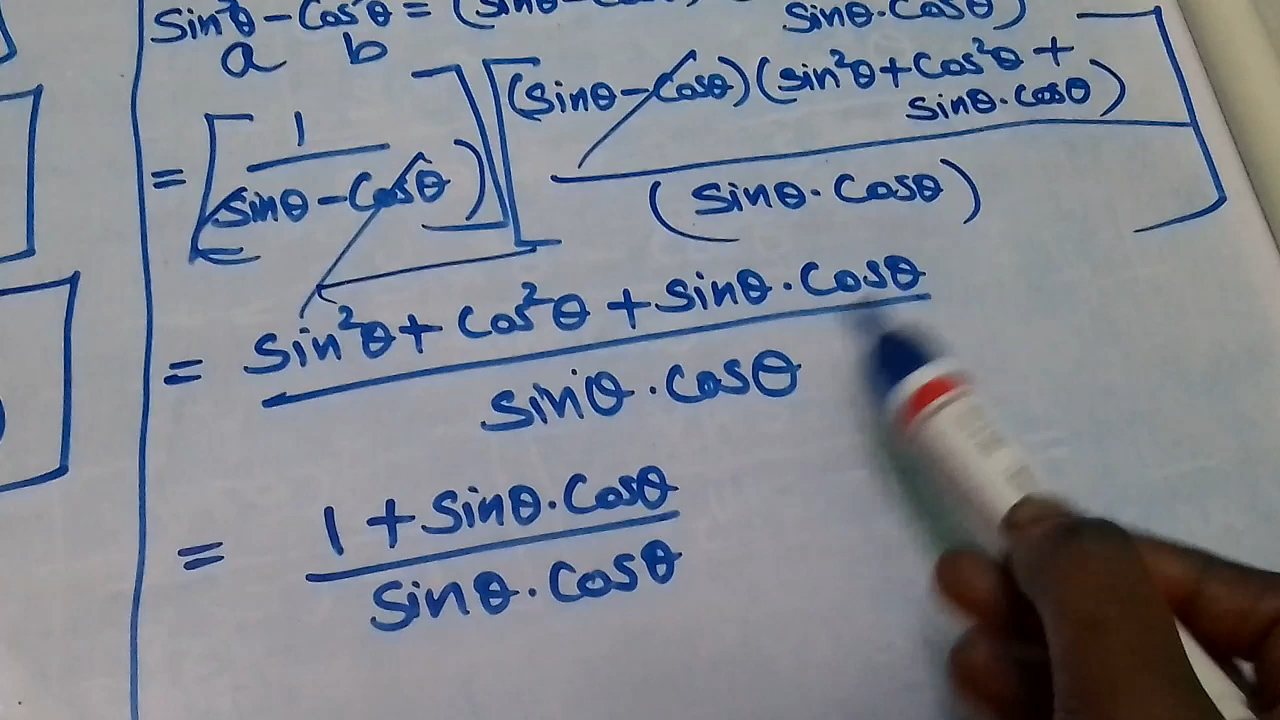 Sin³θ - Cos³θ = (Sinθ - Cosθ
Sinθ.Cosθ)
a b
= [1 / Sinθ - Cosθ] [(Sinθ - Cosθ)(Sin²θ + Cos²θ + Sinθ.Cosθ) / (Sinθ.Cosθ)]
= Sin²θ + Cos²θ + Sinθ.Cosθ / Sinθ.Cosθ
= 1 + Sinθ.Cosθ / Sinθ.Cosθ